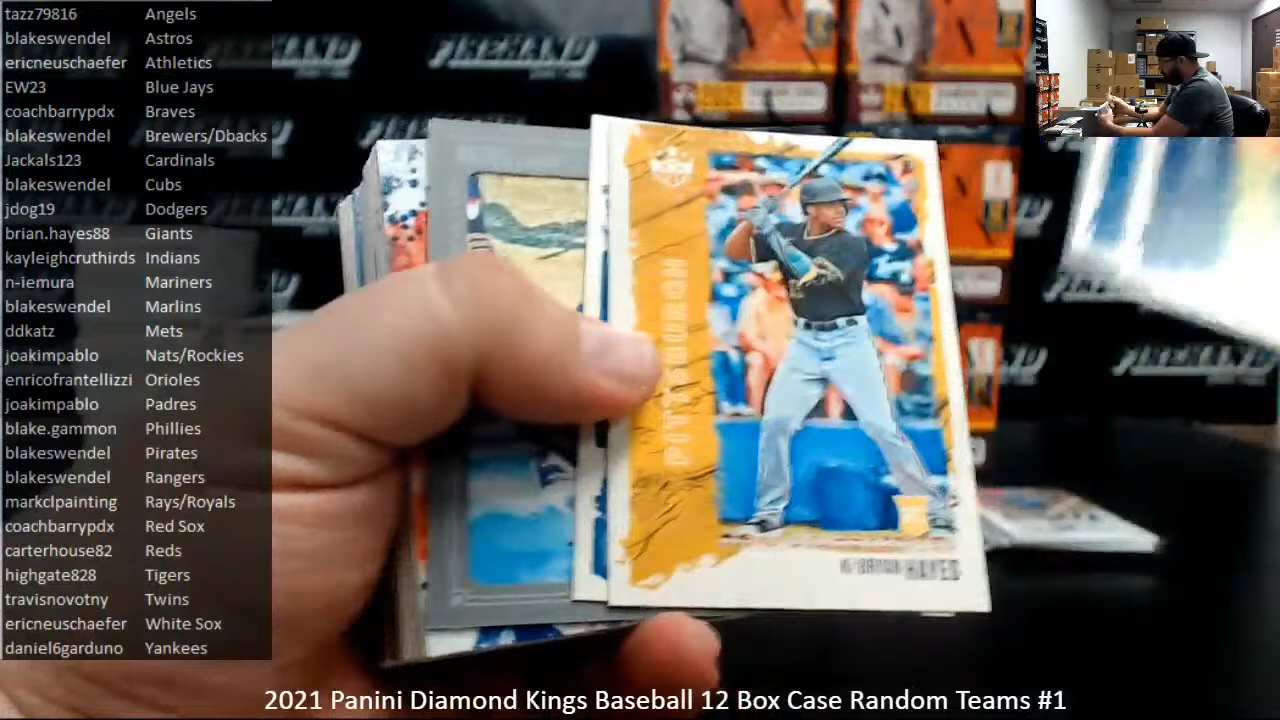 tazz79816 Angels
blakeswendel Astros
ericneuschaefer Athletics
EW23 Blue Jays
coachbarrypdx Braves
blakeswendel Brewers/Dbacks
Jackals123 Cardinals
blakeswendel Cubs
jdog19 Dodgers
brian.hayes88 Giants
kayleighcruthirds Indians
n-iemura Mariners
blakeswendel Marlins
ddkatz Mets
joakimpablo Nats/Rockies
enricofrantellizzi Orioles
joakimpablo Padres
blake.gammon Phillies
blakeswendel Pirates
blakeswendel Rangers
markclpainting Rays/Royals
coachbarrypdx Red Sox
carterhouse82 Reds
highgate828 Tigers
travisnovotny Twins
ericneuschaefer White Sox
daniel6garduno Yankees
FIREHAND
PITTSBURGH
KE'BRYAN HAYES
2021 Panini Diamond Kings Baseball 12 Box Case Random Teams #1